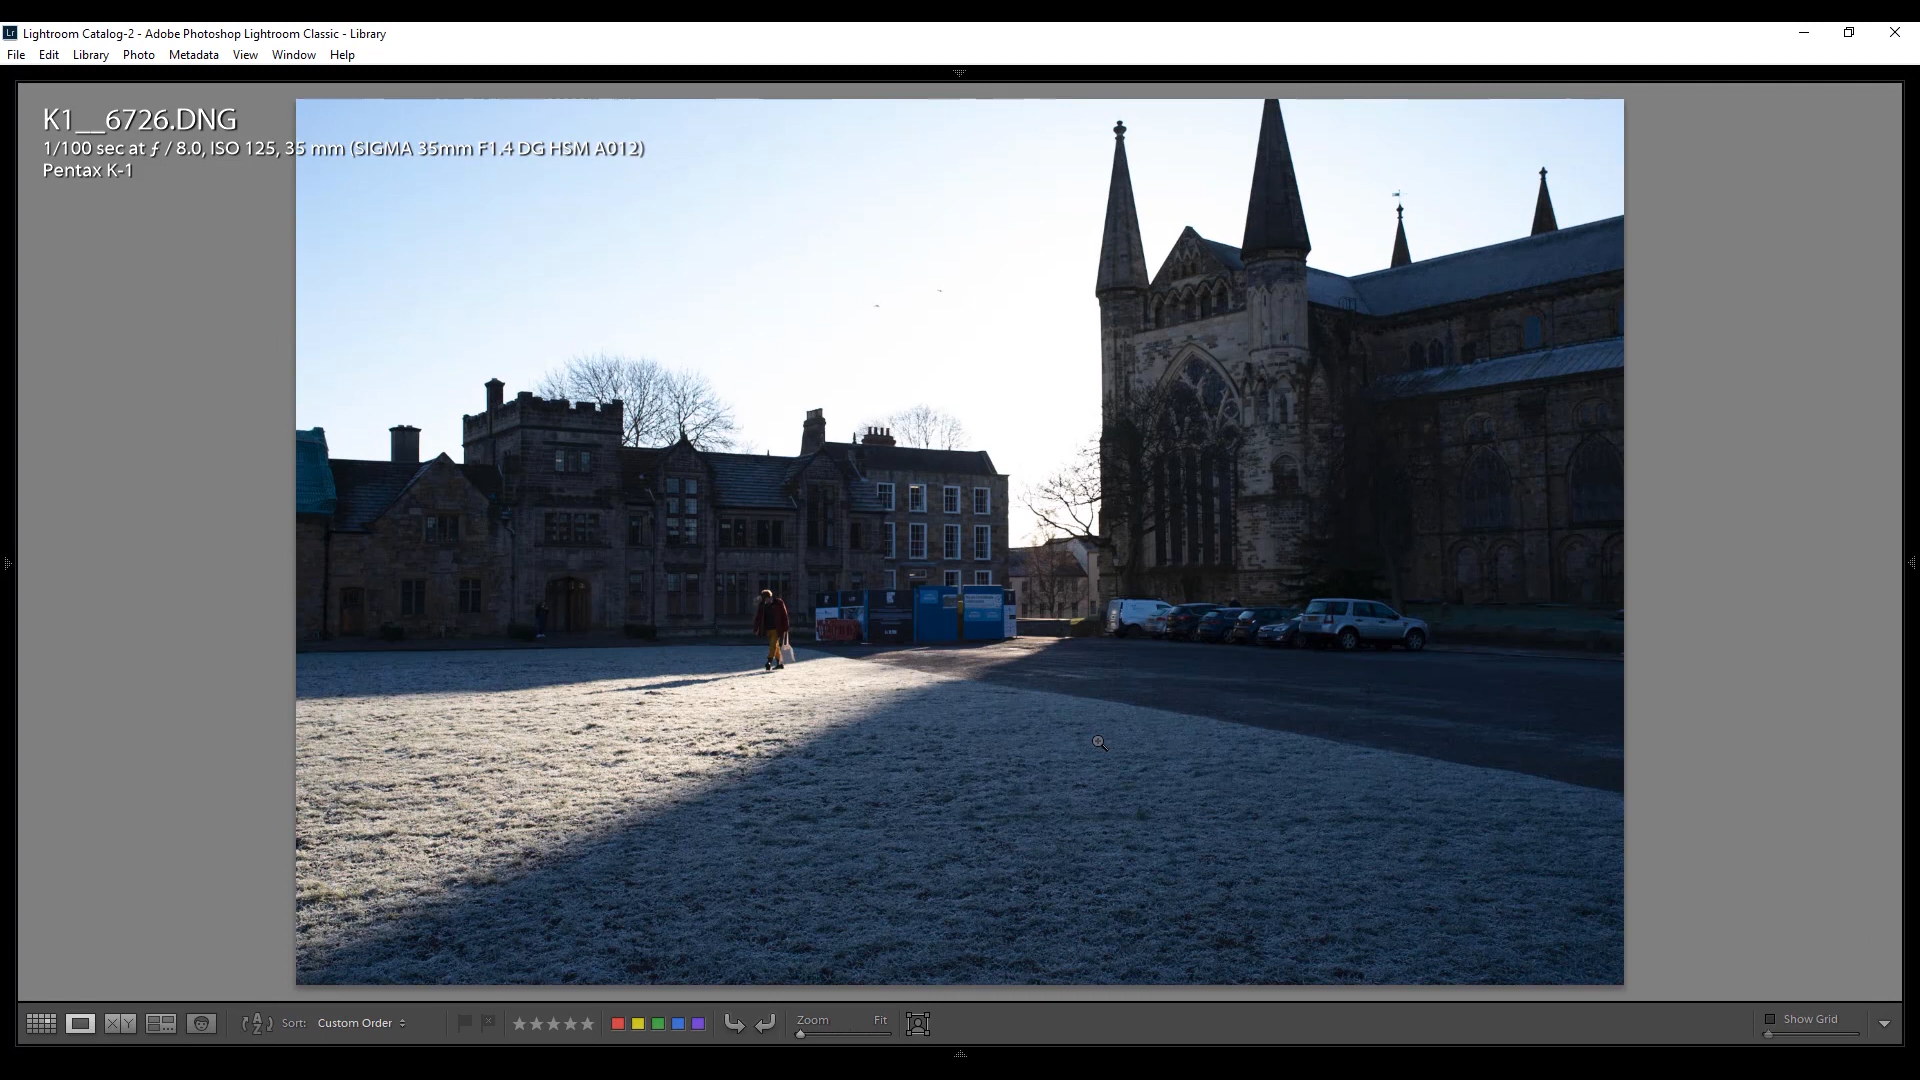 Lr Lightroom Catalog-2 - Adobe Photoshop Lightroom Classic - Library
File Edit Library Photo Metadata View Window Help
K1__6726.DNG
1/100 sec at ƒ / 8.0, ISO 125, 35 mm (SIGMA 35mm F1.4 DG HSM A012)
Pentax K-1
XY
A
Z
Sort: Custom Order
Zoom Fit
Show Grid